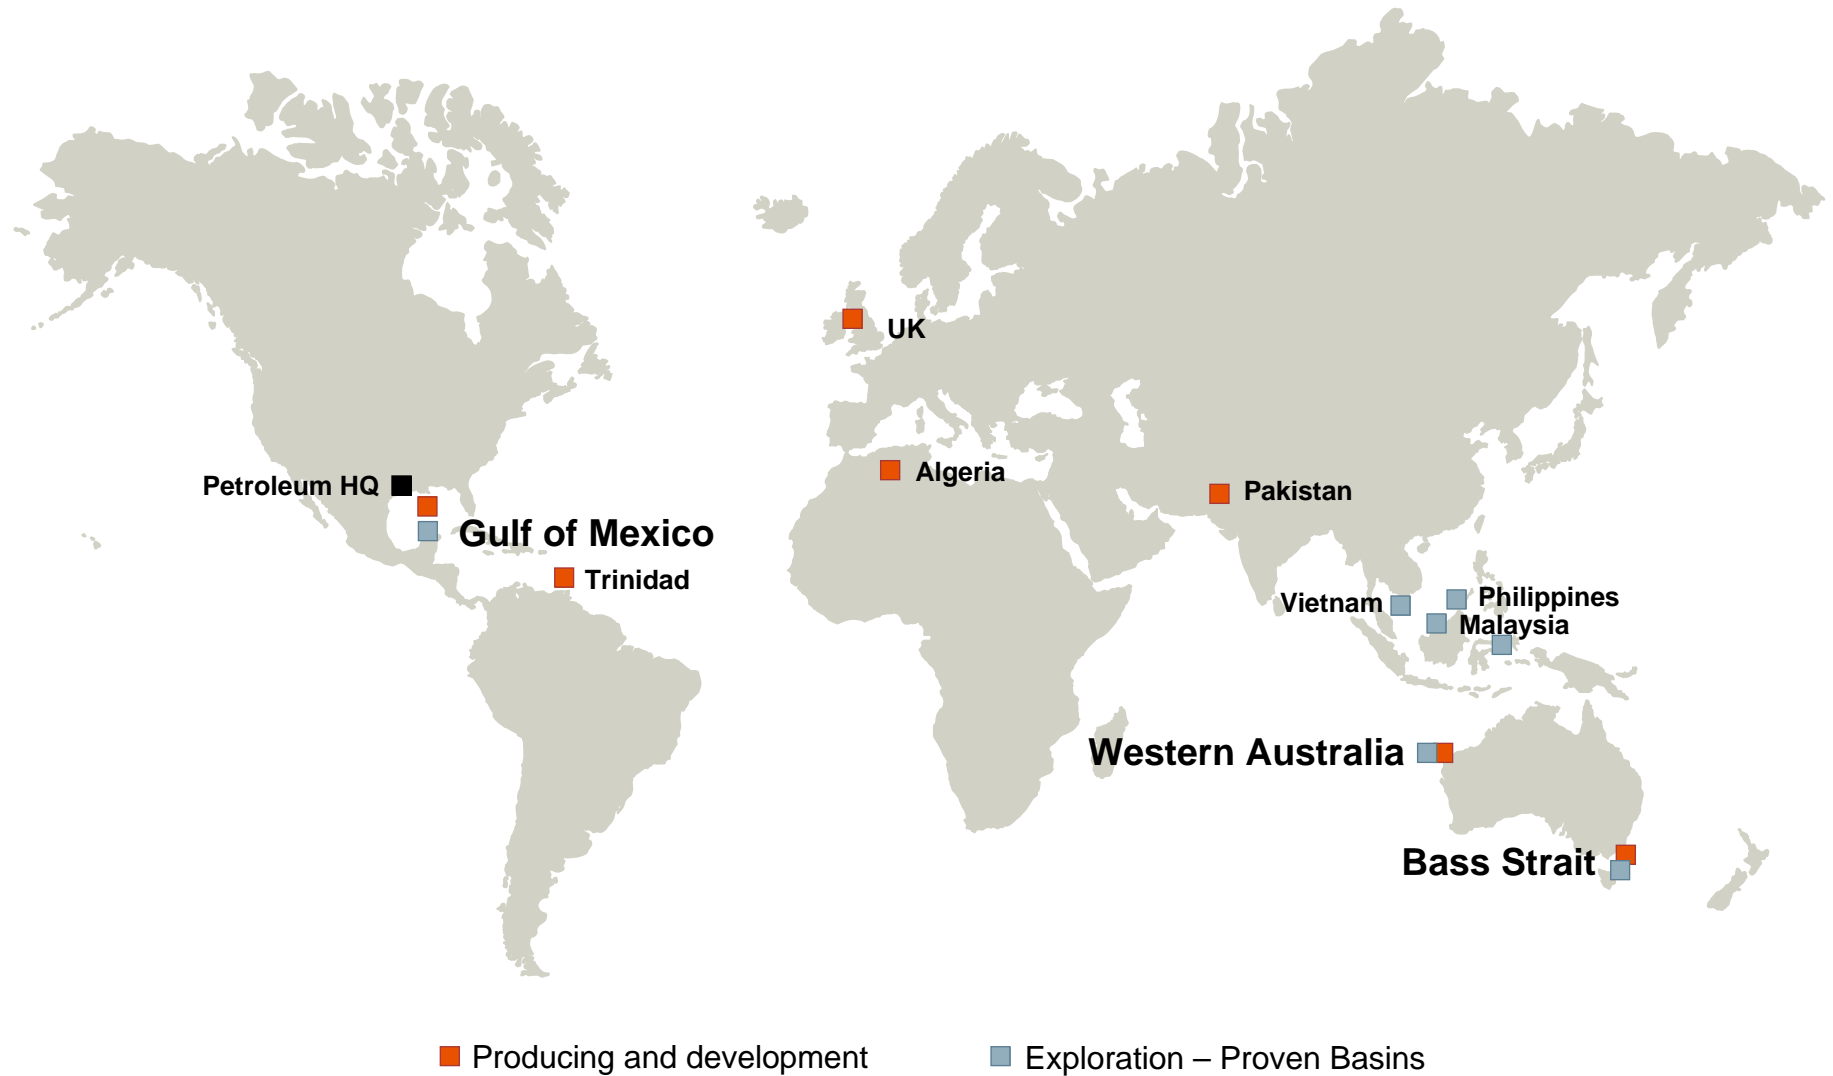 UK
Algeria
Petroleum HQ
Pakistan
Gulf of Mexico
Trinidad
Vietnam
Philippines
Malaysia
Western Australia
Bass Strait
Producing and development
Exploration – Proven Basins